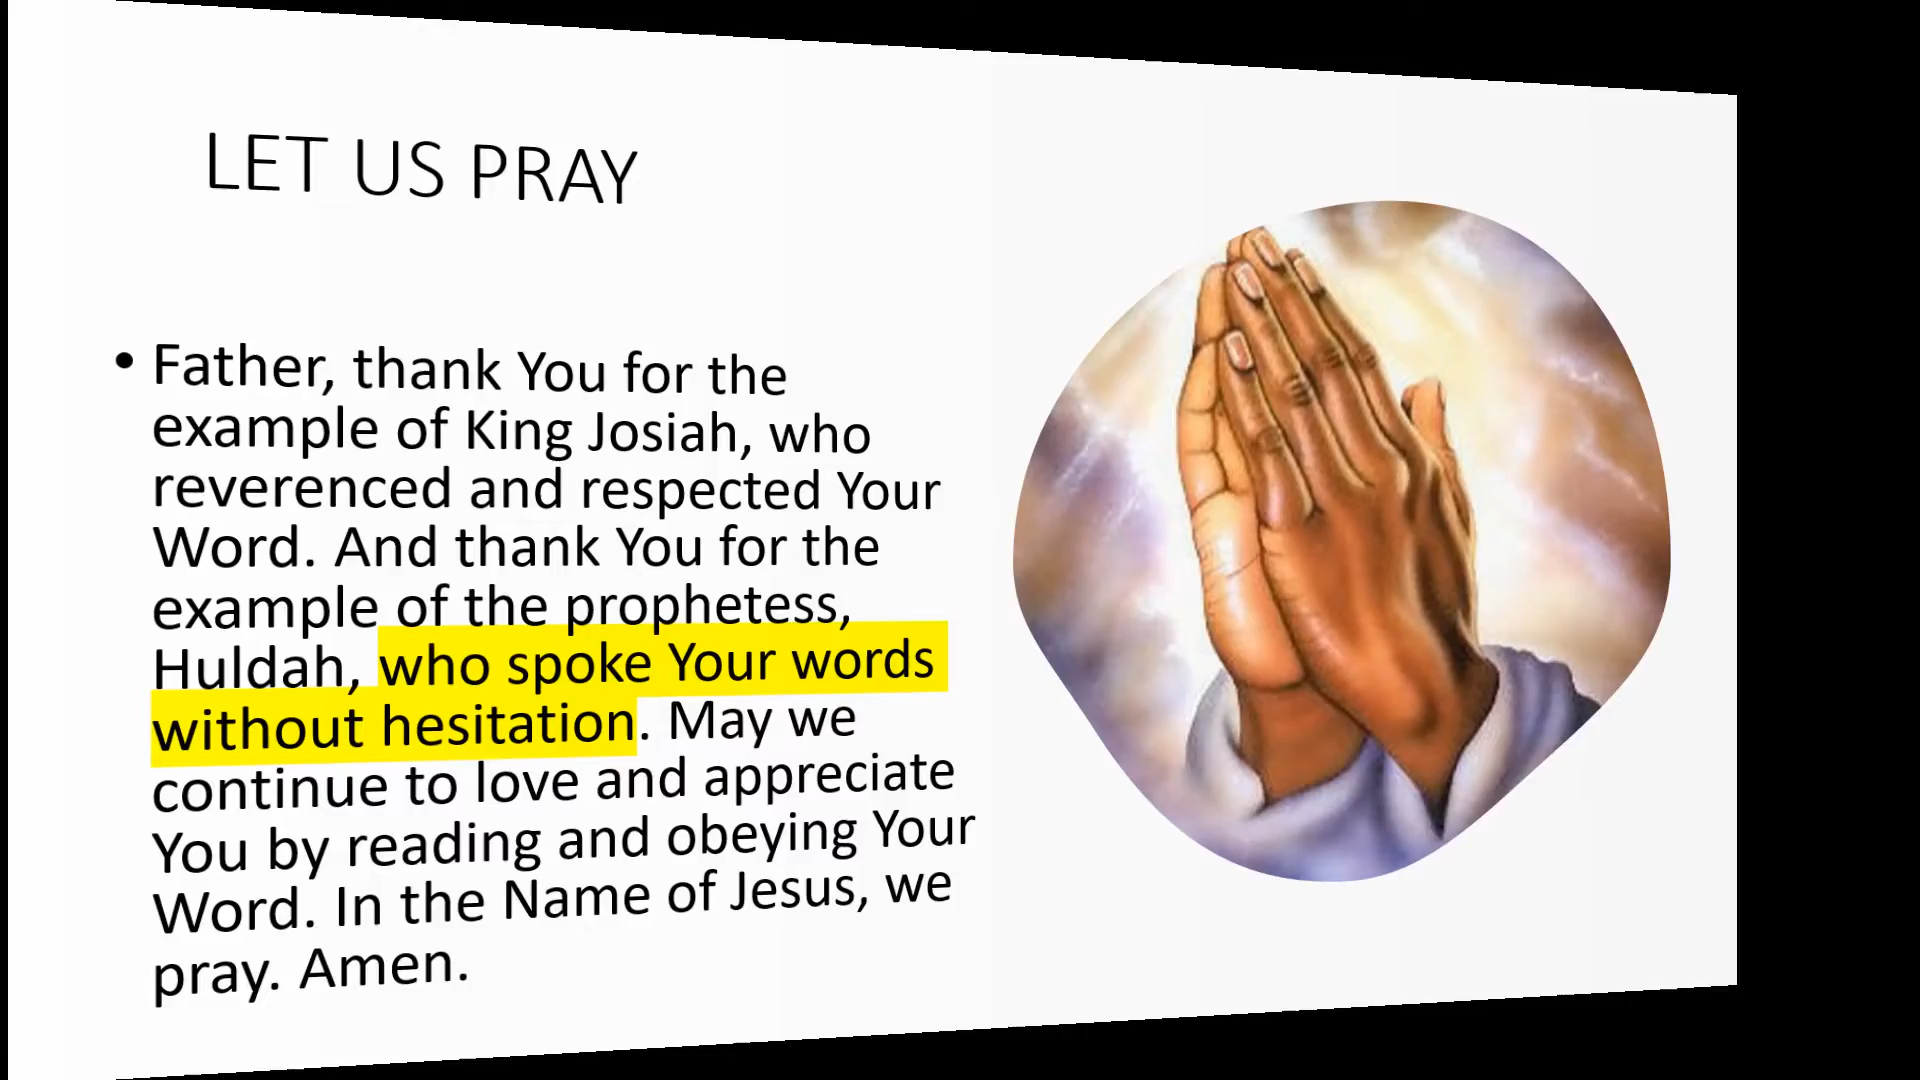 LET US PRAY
• Father, thank You for the
example of King Josiah, who
reverenced and respected Your
Word. And thank You for the
example of the prophetess,
Huldah, who spoke Your words
without hesitation. May we
continue to love and appreciate
You by reading and obeying Your
Word. In the Name of Jesus, we
pray. Amen.